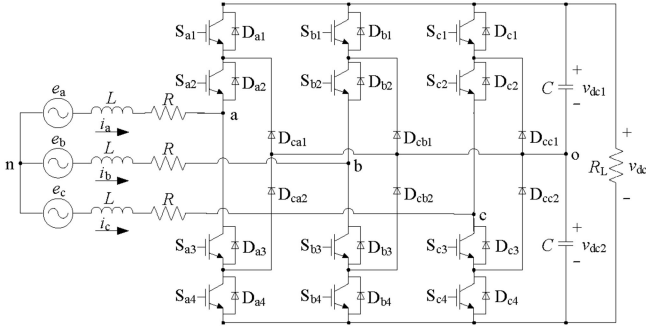 Sa1 Da1 Sb1 Db1 Sc1 Dc1
Sa2 Da2 Sb2 Db2 Sc2 Dc2
ea L R a C + vdc1 −
ia Dca1 Dcb1 Dcc1 +
n eb L R b o RL vdc
ib Dca2 Dcb2 Dcc2 −
ec L R c
ic Sa3 Da3 Sb3 Db3 Sc3 Dc3 C + vdc2 −
Sa4 Da4 Sb4 Db4 Sc4 Dc4